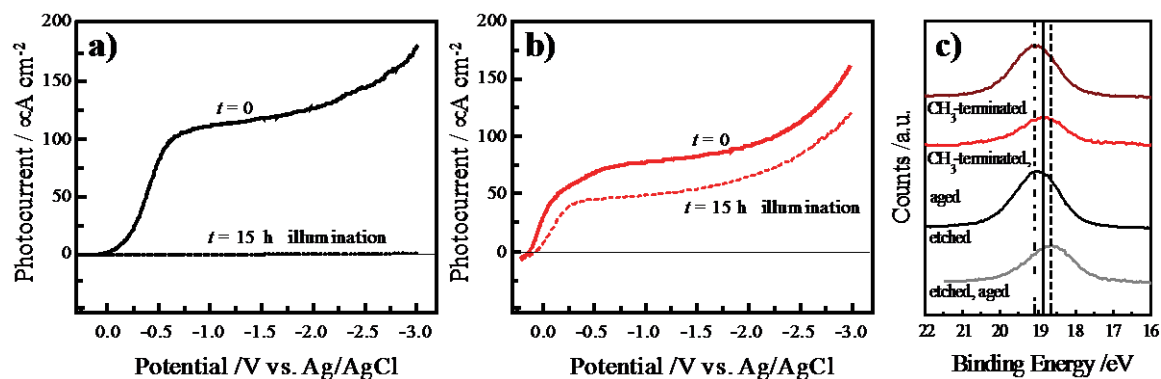 a)
200
150
100
50
0
Photocurrent / ∝A cm⁻²
t = 0
t = 15 h illumination
0.0 -0.5 -1.0 -1.5 -2.0 -2.5 -3.0
Potential /V vs. Ag/AgCl
b)
200
150
100
50
0
Photocurrent / ∝A cm⁻²
t = 0
t = 15 h illumination
0.0 -0.5 -1.0 -1.5 -2.0 -2.5 -3.0
Potential /V vs. Ag/AgCl
c)
Counts /a.u.
CH₃-terminated
CH₃-terminated,
aged
etched
etched, aged
22 21 20 19 18 17 16
Binding Energy /eV